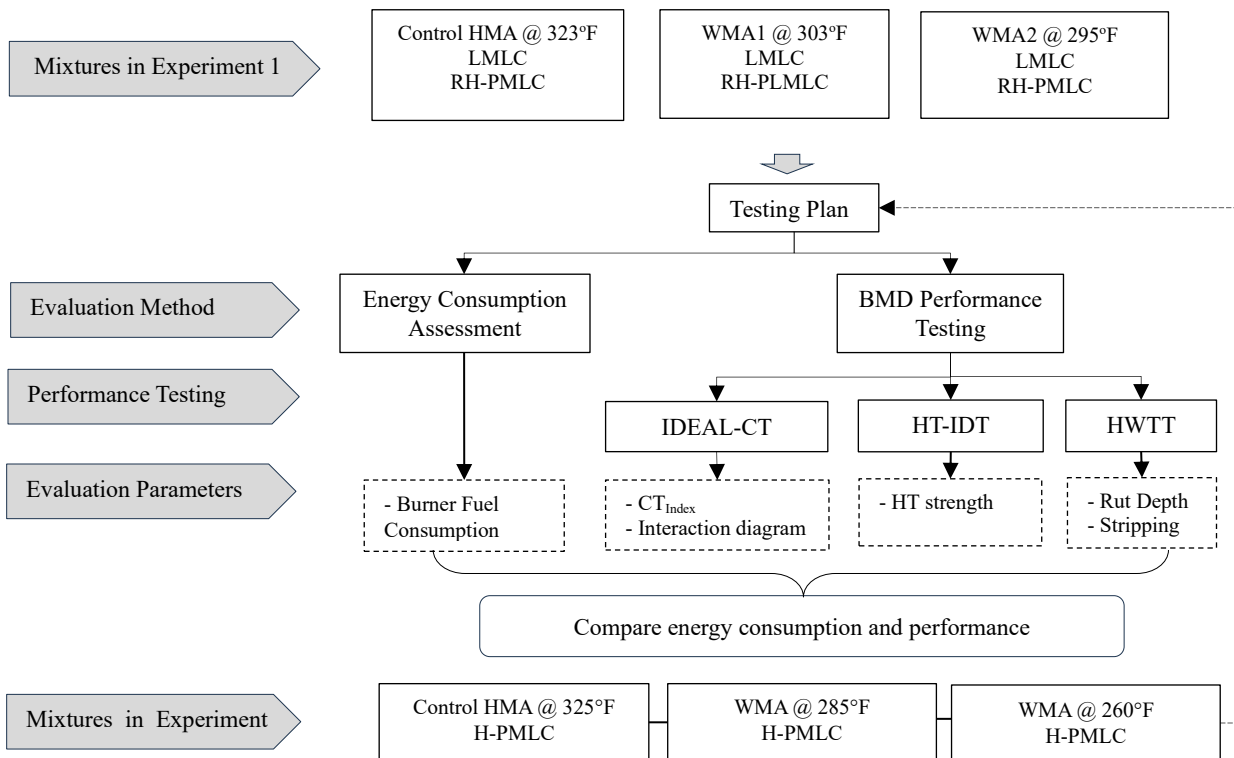 Mixtures in Experiment 1
Control HMA @ 323ºF
LMLC
RH-PMLC
WMA1 @ 303ºF
LMLC
RH-PLMLC
WMA2 @ 295ºF
LMLC
RH-PMLC
Testing Plan
Evaluation Method
Energy Consumption
Assessment
BMD Performance
Testing
Performance Testing
IDEAL-CT
HT-IDT
HWTT
Evaluation Parameters
- Burner Fuel
Consumption
- CTIndex
- Interaction diagram
- HT strength
- Rut Depth
- Stripping
Compare energy consumption and performance
Mixtures in Experiment
Control HMA @ 325°F
H-PMLC
WMA @ 285°F
H-PMLC
WMA @ 260°F
H-PMLC